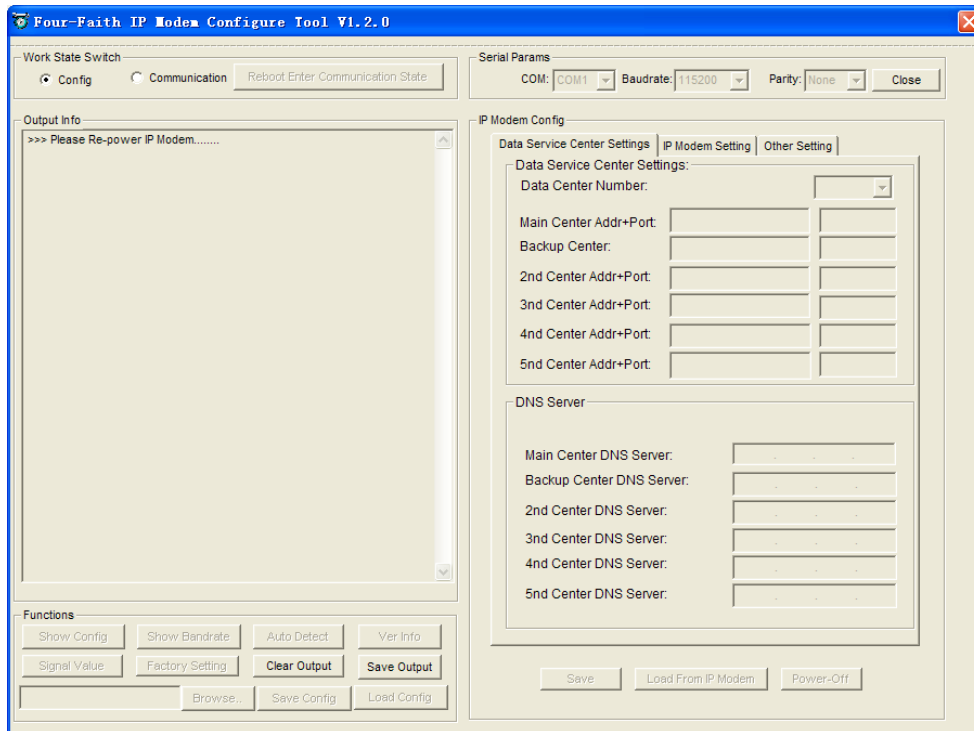 Four-Faith IP Modem Configure Tool V1.2.0
Work State Switch
Config
Communication
Reboot Enter Communication State
Serial Params
COM: COM1
Baudrate: 115200
Parity: None
Close
Output Info
>>> Please Re-power IP Modem........
IP Modem Config
Data Service Center Settings
IP Modem Setting
Other Setting
Data Service Center Settings:
Data Center Number:
Main Center Addr+Port:
Backup Center:
2nd Center Addr+Port:
3nd Center Addr+Port:
4nd Center Addr+Port:
5nd Center Addr+Port:
DNS Server
Main Center DNS Server:
Backup Center DNS Server:
2nd Center DNS Server:
3nd Center DNS Server:
4nd Center DNS Server:
5nd Center DNS Server:
Functions
Show Config
Show Bandrate
Auto Detect
Ver Info
Signal Value
Factory Setting
Clear Output
Save Output
Browse..
Save Config
Load Config
Save
Load From IP Modem
Power-Off